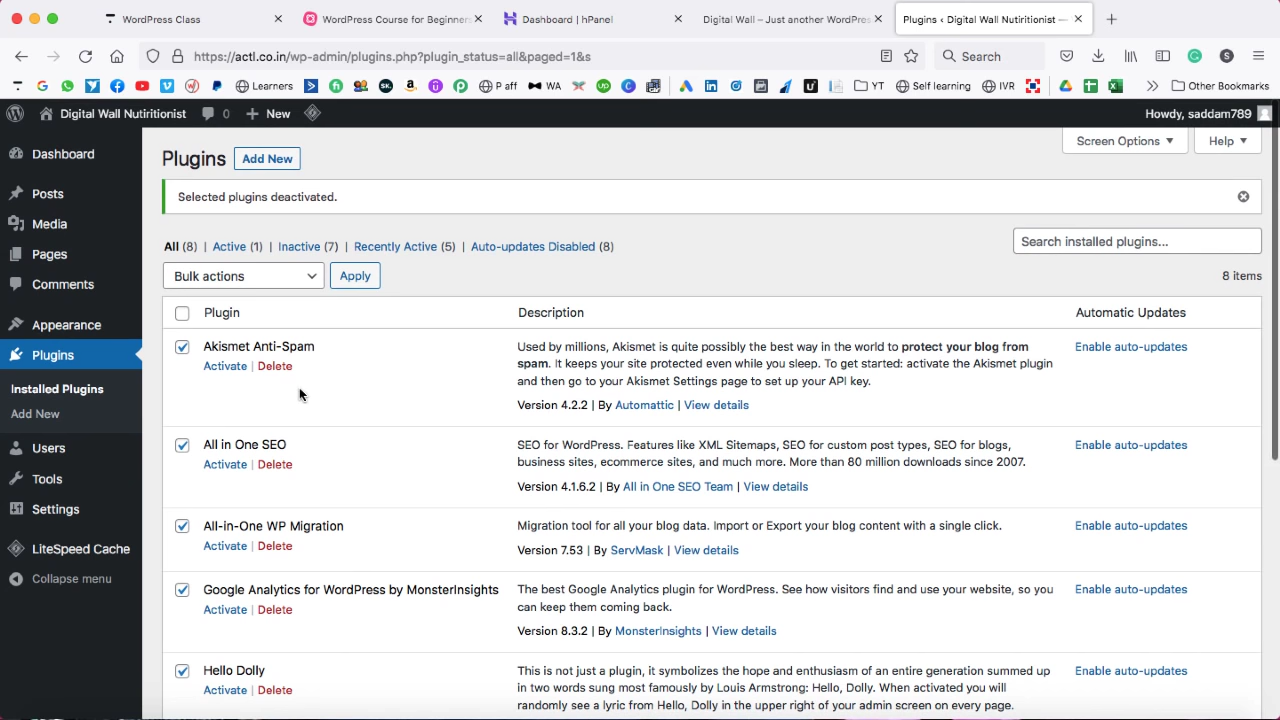 WordPress Class
WordPress Course for Beginners
Dashboard | hPanel
Digital Wall – Just another WordPres
Plugins ‹ Digital Wall Nutiritionist —
https://actl.co.in/wp-admin/plugins.php?plugin_status=all&paged=1&s
Search
S
Learners
P aff
WA
YT
Self learning
IVR
Other Bookmarks
Digital Wall Nutiritionist
0
New
Howdy, saddam789
Dashboard
Posts
Media
Pages
Comments
Appearance
Plugins
Installed Plugins
Add New
Users
Tools
Settings
LiteSpeed Cache
Collapse menu
Screen Options
Help
Plugins
Add New
Selected plugins deactivated.
All (8) | Active (1) | Inactive (7) | Recently Active (5) | Auto-updates Disabled (8)
Search installed plugins...
Bulk actions
Apply
8 items
Plugin
Description
Automatic Updates
Akismet Anti-Spam
Activate | Delete
Used by millions, Akismet is quite possibly the best way in the world to protect your blog from
spam. It keeps your site protected even while you sleep. To get started: activate the Akismet plugin
and then go to your Akismet Settings page to set up your API key.
Version 4.2.2 | By Automattic | View details
Enable auto-updates
All in One SEO
Activate | Delete
SEO for WordPress. Features like XML Sitemaps, SEO for custom post types, SEO for blogs,
business sites, ecommerce sites, and much more. More than 80 million downloads since 2007.
Version 4.1.6.2 | By All in One SEO Team | View details
Enable auto-updates
All-in-One WP Migration
Activate | Delete
Migration tool for all your blog data. Import or Export your blog content with a single click.
Version 7.53 | By ServMask | View details
Enable auto-updates
Google Analytics for WordPress by MonsterInsights
Activate | Delete
The best Google Analytics plugin for WordPress. See how visitors find and use your website, so you
can keep them coming back.
Version 8.3.2 | By MonsterInsights | View details
Enable auto-updates
Hello Dolly
Activate | Delete
This is not just a plugin, it symbolizes the hope and enthusiasm of an entire generation summed up
in two words sung most famously by Louis Armstrong: Hello, Dolly. When activated you will
randomly see a lyric from Hello, Dolly in the upper right of your admin screen on every page.
Enable auto-updates